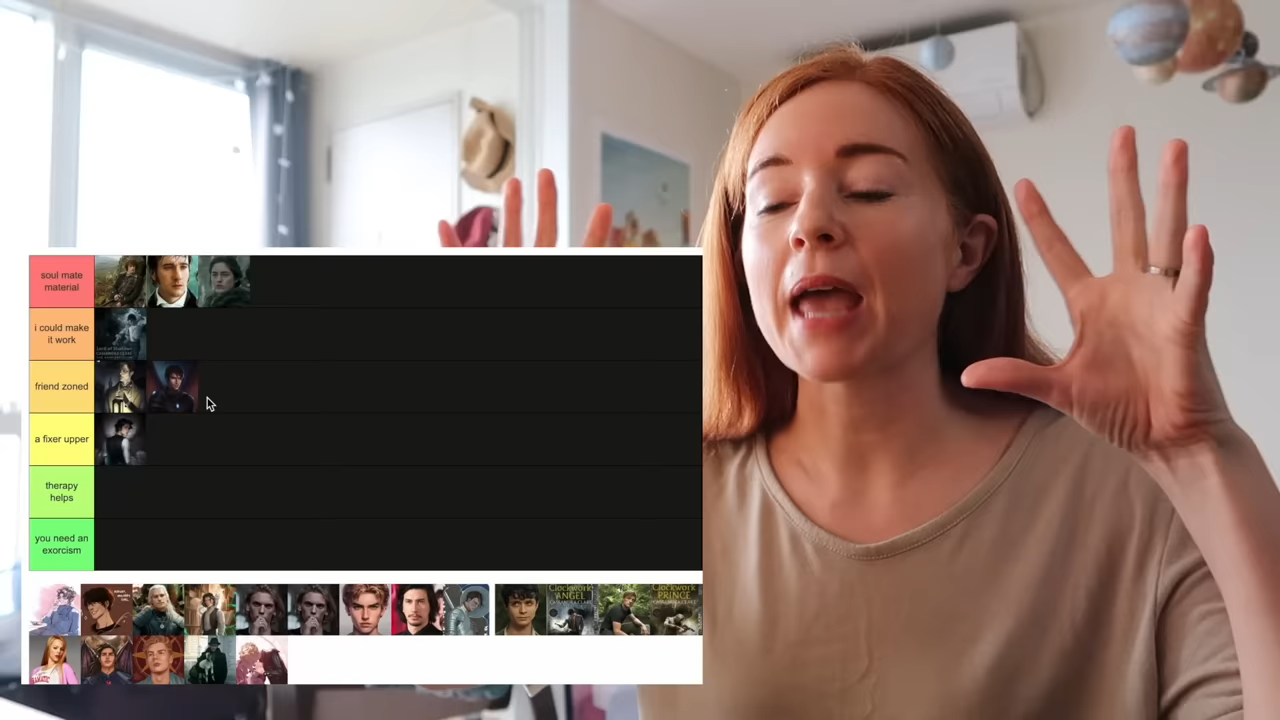 soul mate
material
i could make
it work
friend zoned
a fixer upper
therapy
helps
you need an
exorcism
Clockwork
ANGEL
Clockwork
PRINCE